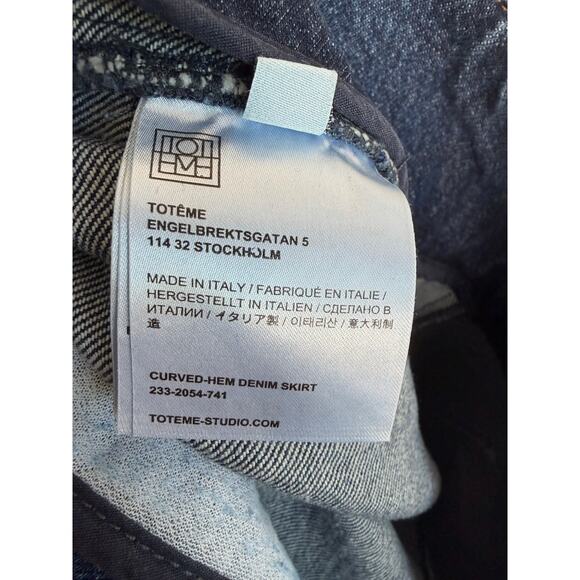 TOTÊME
TOTÊME
ENGELBREKTSGATAN 5
114 32 STOCKHOLM
MADE IN ITALY / FABRIQUÉ EN ITALIE /
HERGESTELLT IN ITALIEN / СДЕЛАНО В
ИТАЛИИ / イタリア製 / 이태리산 / 意大利制
造
CURVED-HEM DENIM SKIRT
233-2054-741
TOTEME-STUDIO.COM